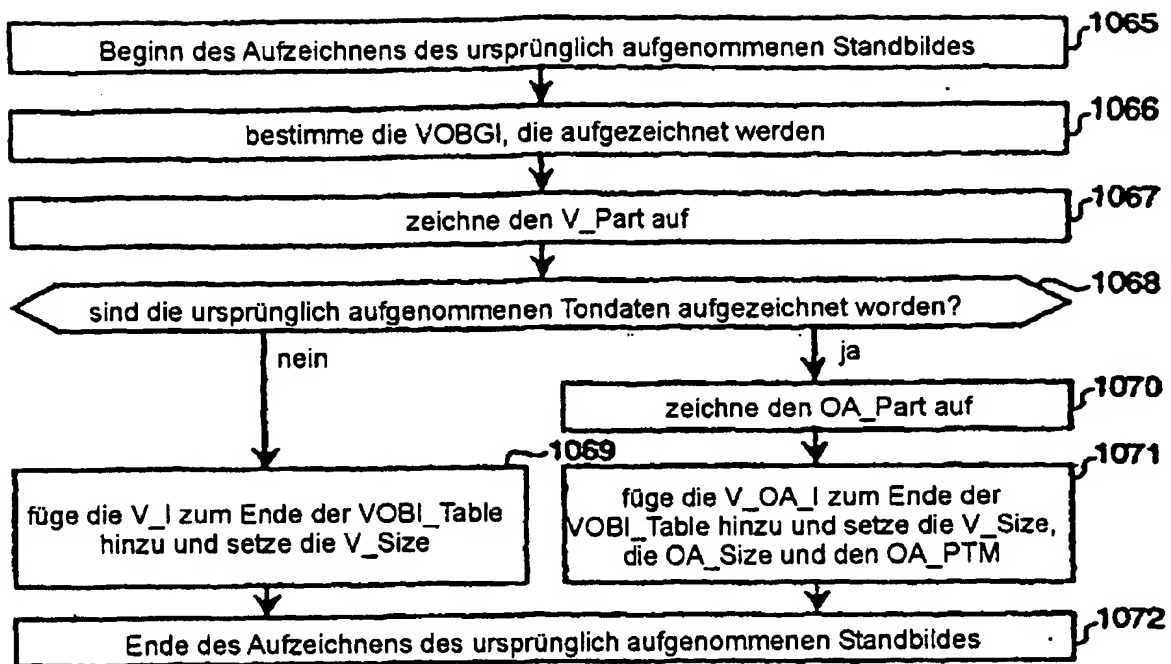 Beginn des Aufzeichnens des ursprünglich aufgenommenen Standbildes
1065
bestimme die VOBGI, die aufgezeichnet werden
1066
zeichne den V_Part auf
1067
sind die ursprünglich aufgenommenen Tondaten aufgezeichnet worden?
1068
nein
ja
zeichne den OA_Part auf
1070
1069
füge die V_I zum Ende der VOBI_Table
hinzu und setze die V_Size
1071
füge die V_OA_I zum Ende der
VOBI_Table hinzu und setze die V_Size,
die OA_Size und den OA_PTM
Ende des Aufzeichnens des ursprünglich aufgenommenen Standbildes
1072